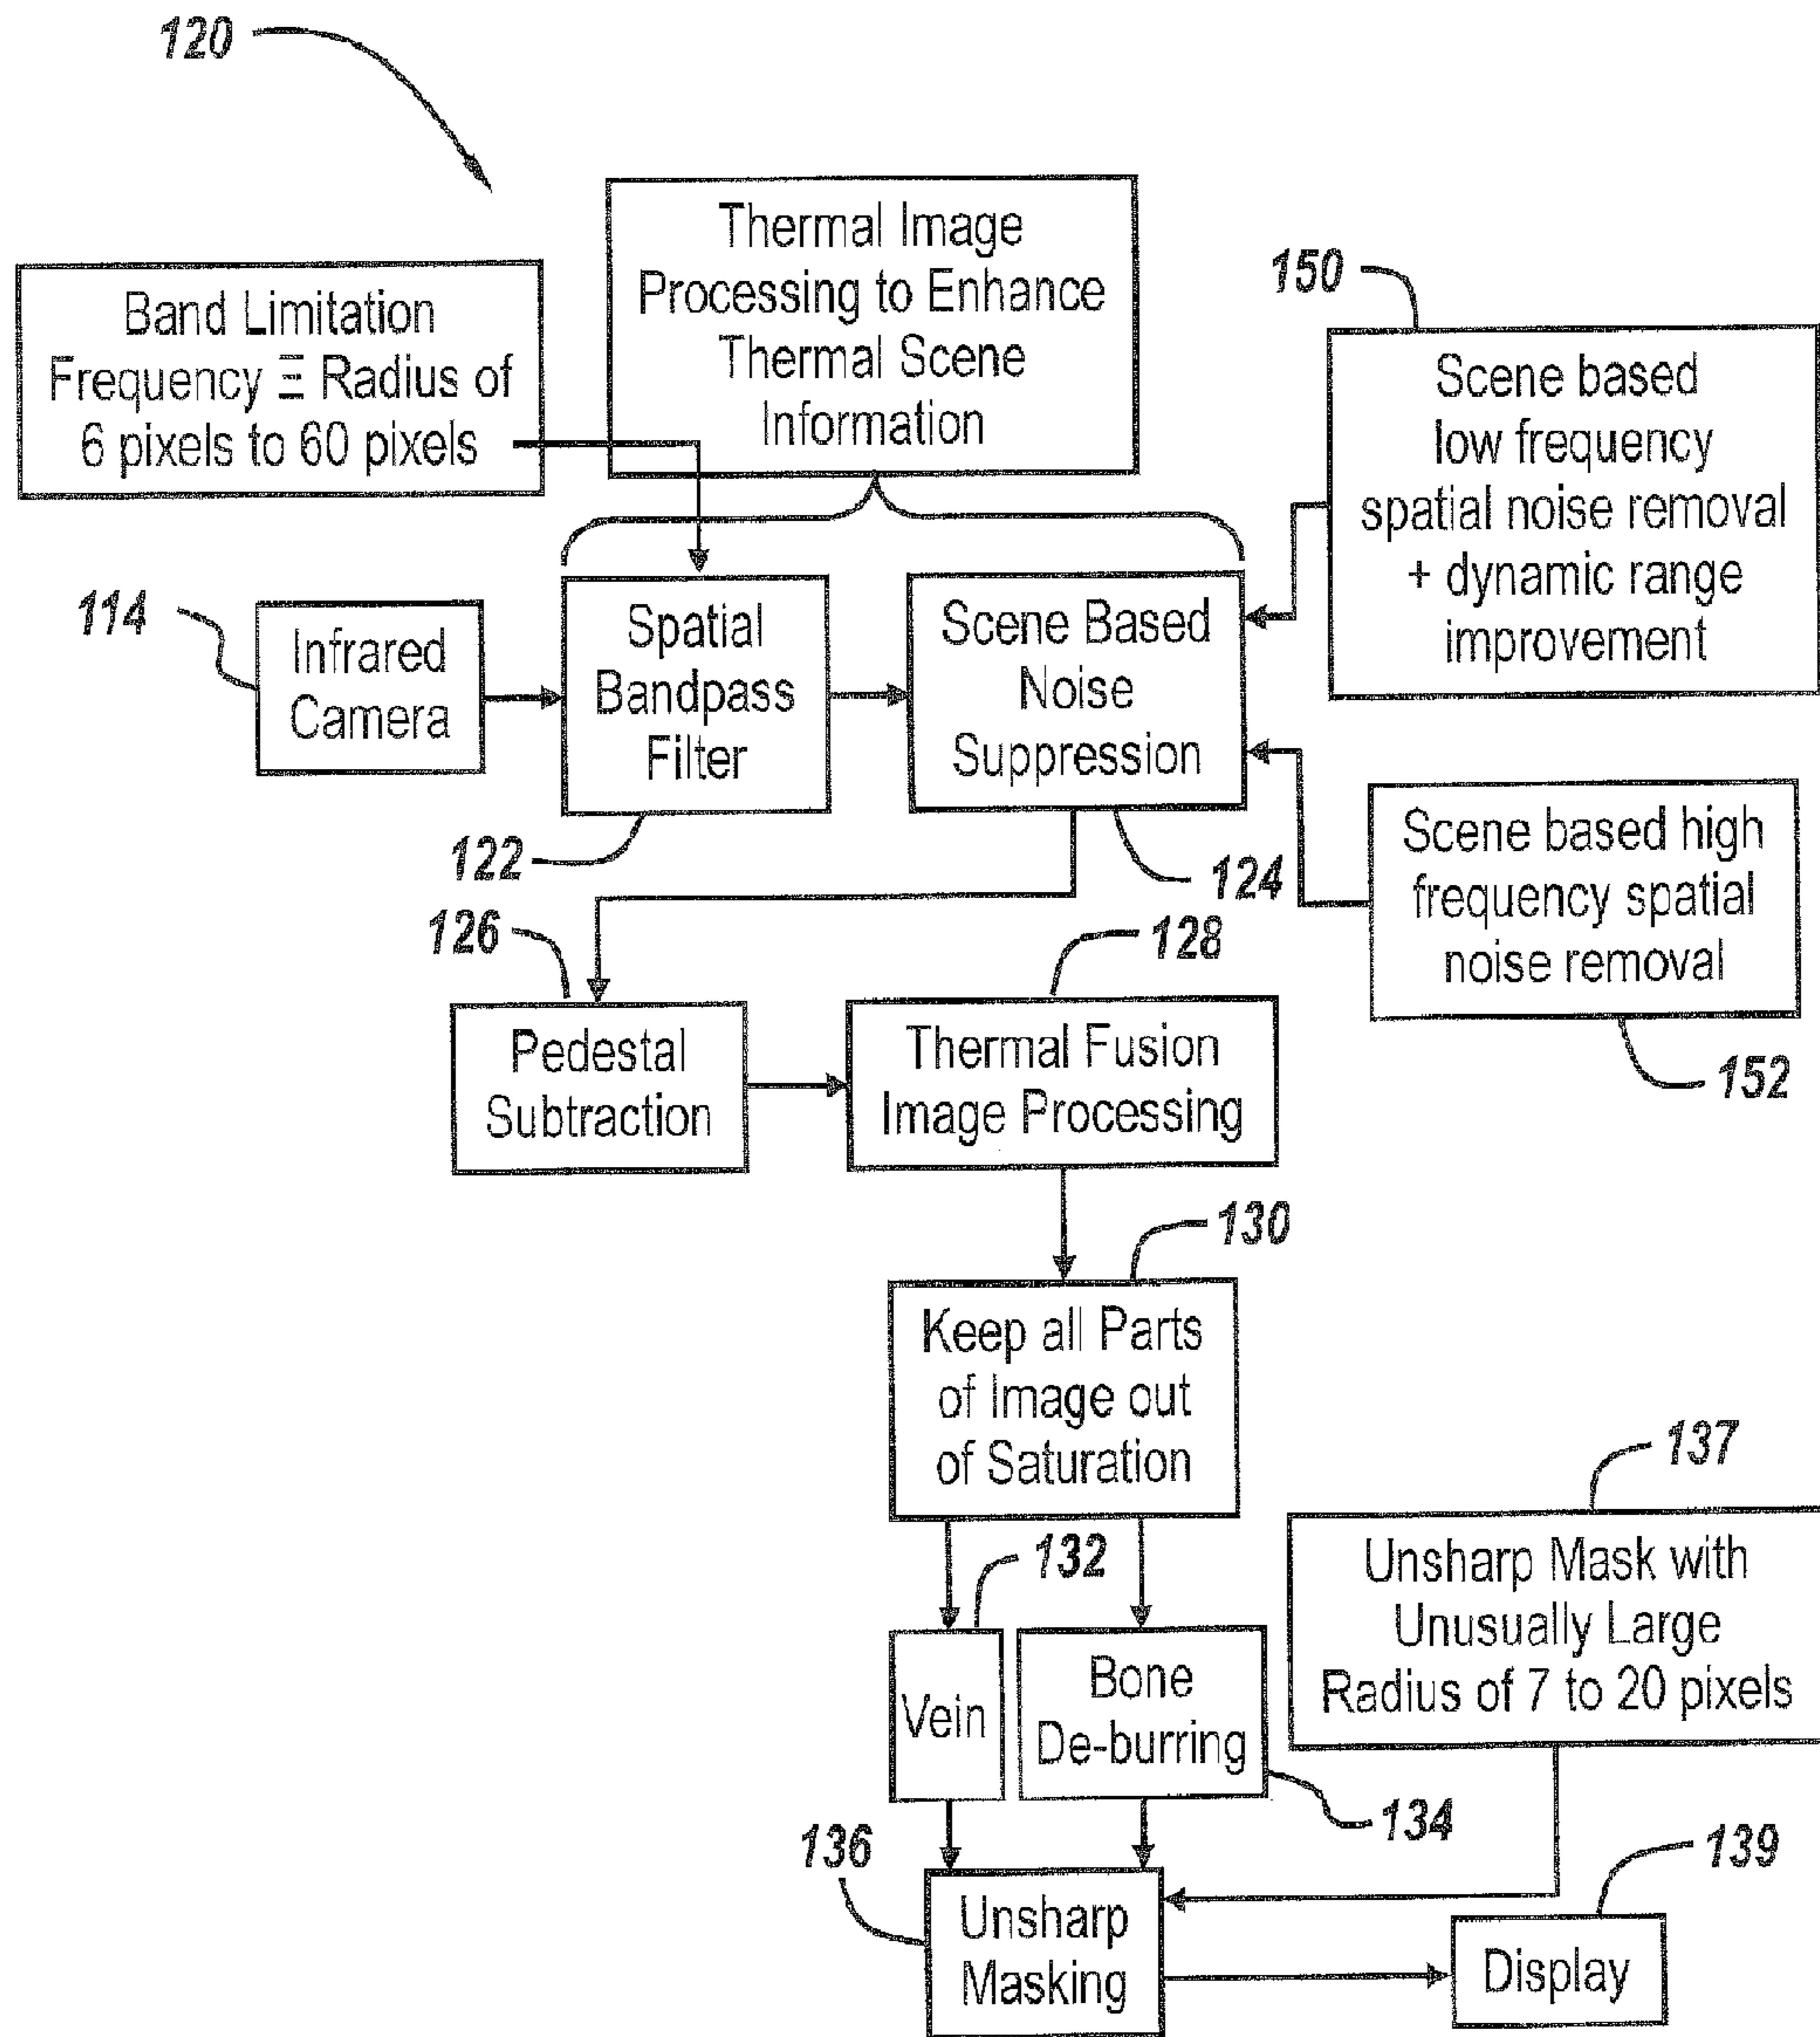 120
Thermal Image
Processing to Enhance
Thermal Scene
Information
Band Limitation
Frequency Ξ Radius of
6 pixels to 60 pixels
150
Scene based
low frequency
spatial noise removal
+ dynamic range
improvement
114
Infrared
Camera
Spatial
Bandpass
Filter
122
Scene Based
Noise
Suppression
124
Scene based high
frequency spatial
noise removal
152
126
Pedestal
Subtraction
128
Thermal Fusion
Image Processing
130
Keep all Parts
of Image out
of Saturation
132
Vein
Bone
De-burring
134
137
Unsharp Mask with
Unusually Large
Radius of 7 to 20 pixels
136
Unsharp
Masking
139
Display